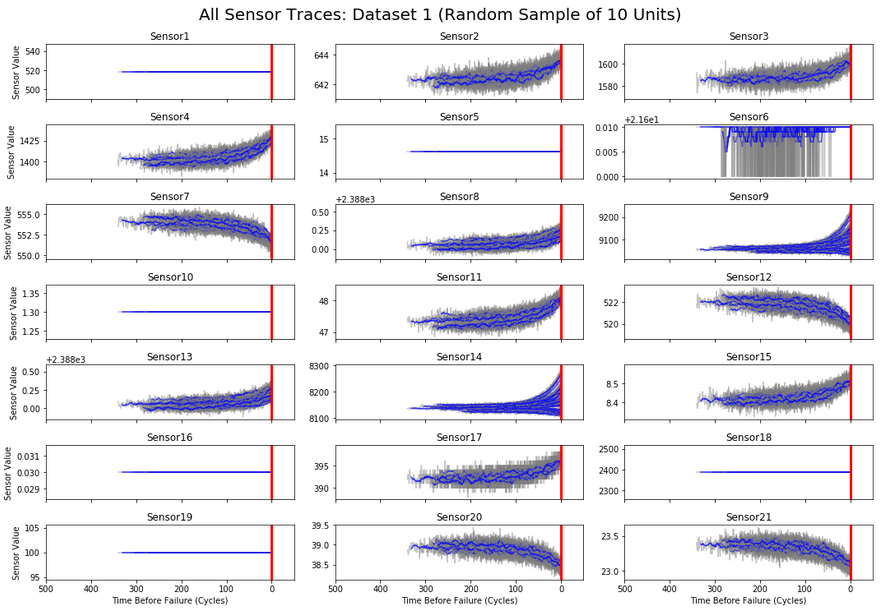 All Sensor Traces: Dataset 1 (Random Sample of 10 Units)
Sensor1 Sensor2 Sensor3
Sensor Value
540
520
500
644
642
1600
1580
Sensor4 Sensor5 Sensor6
Sensor Value
1425
1400
15
14
+2.16e1
0.010
0.005
0.000
Sensor7 Sensor8 Sensor9
Sensor Value
555.0
552.5
550.0
+2.388e3
0.50
0.25
0.00
9200
9100
Sensor10 Sensor11 Sensor12
Sensor Value
1.35
1.30
1.25
48
47
522
520
Sensor13 Sensor14 Sensor15
Sensor Value
+2.388e3
0.50
0.25
0.00
8300
8200
8100
8.5
8.4
Sensor16 Sensor17 Sensor18
Sensor Value
0.031
0.030
0.029
395
390
2500
2400
2300
Sensor19 Sensor20 Sensor21
Sensor Value
105
100
95
39.5
39.0
38.5
23.5
23.0
500 400 300 200 100 0 500 400 300 200 100 0 500 400 300 200 100 0
Time Before Failure (Cycles) Time Before Failure (Cycles) Time Before Failure (Cycles)